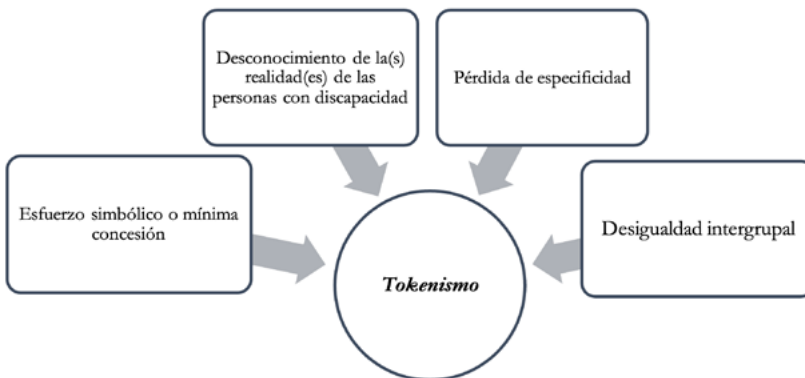 Desconocimiento de la(s)
realidad(es) de las
personas con discapacidad
Pérdida de especificidad
Esfuerzo simbólico o mínima
concesión
Desigualdad intergrupal
Tokenismo